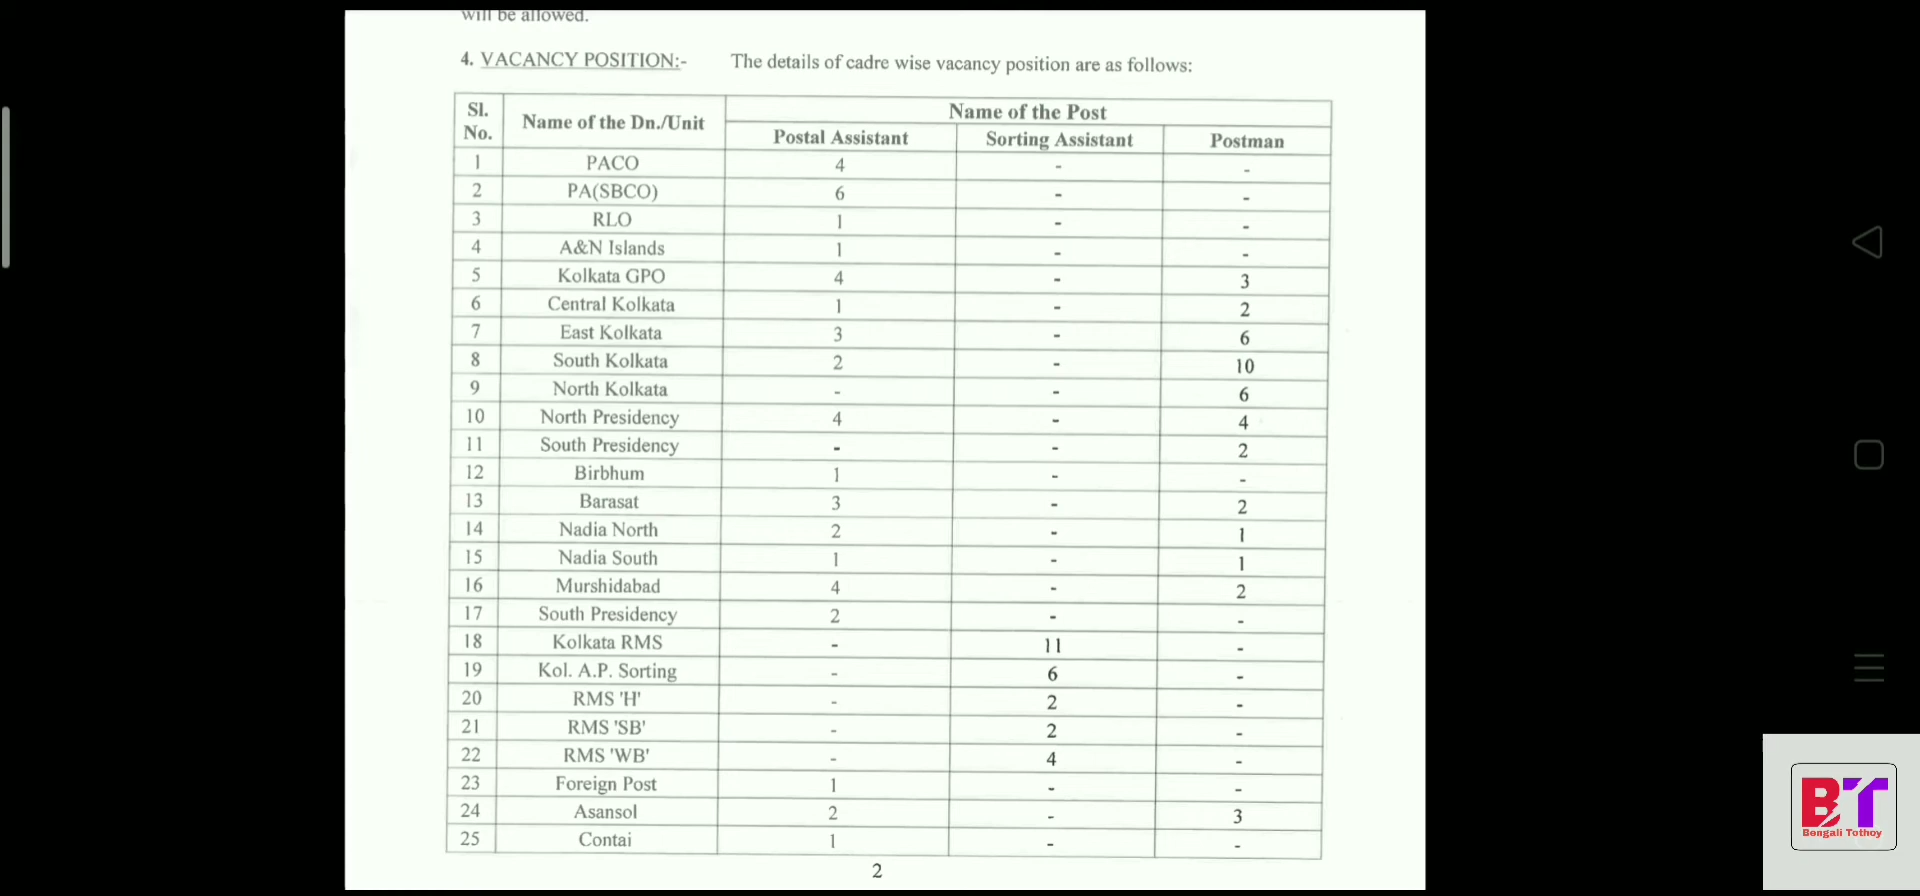 will be allowed.
4. VACANCY POSITION:- The details of cadre wise vacancy position are as follows:
Sl. No. Name of the Dn./Unit Name of the Post
Postal Assistant Sorting Assistant Postman
1 PACO 4 - -
2 PA(SBCO) 6 - -
3 RLO 1 - -
4 A&N Islands 1 - -
5 Kolkata GPO 4 - 3
6 Central Kolkata 1 - 2
7 East Kolkata 3 - 6
8 South Kolkata 2 - 10
9 North Kolkata - - 6
10 North Presidency 4 - 4
11 South Presidency - - 2
12 Birbhum 1 - -
13 Barasat 3 - 2
14 Nadia North 2 - 1
15 Nadia South 1 - 1
16 Murshidabad 4 - 2
17 South Presidency 2 - -
18 Kolkata RMS - 11 -
19 Kol. A.P. Sorting - 6 -
20 RMS 'H' - 2 -
21 RMS 'SB' - 2 -
22 RMS 'WB' - 4 -
23 Foreign Post 1 - -
24 Asansol 2 - 3
25 Contai 1 - -
2
BT
Bengali Tothoy